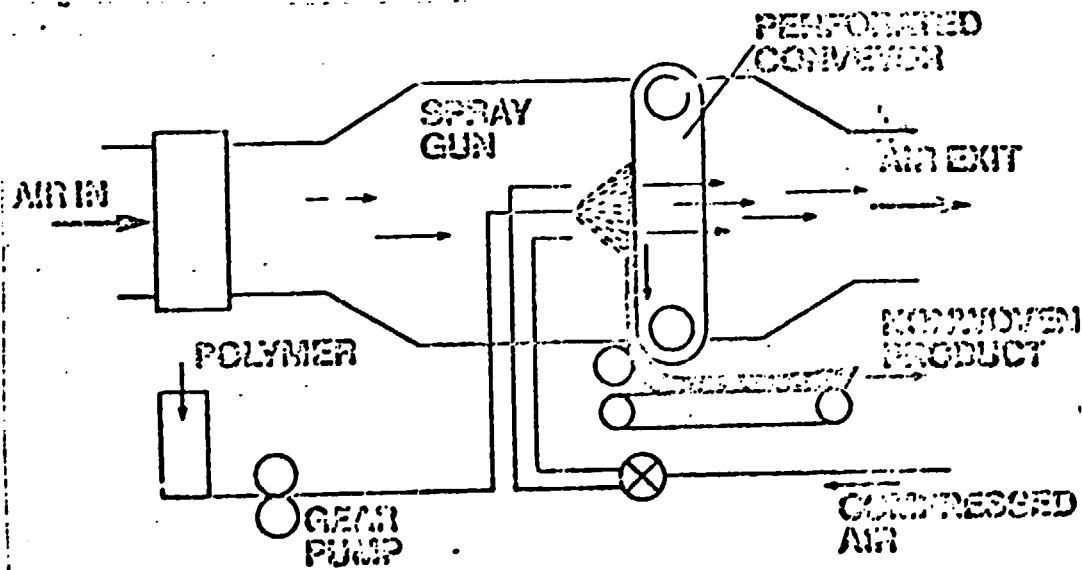 PERFORATED
CONVEYOR
SPRAY
GUN
AIR EXIT
AIR IN
NONWOVEN
PRODUCT
POLYMER
GEAR
PUMP
COMPRESSED
AIR